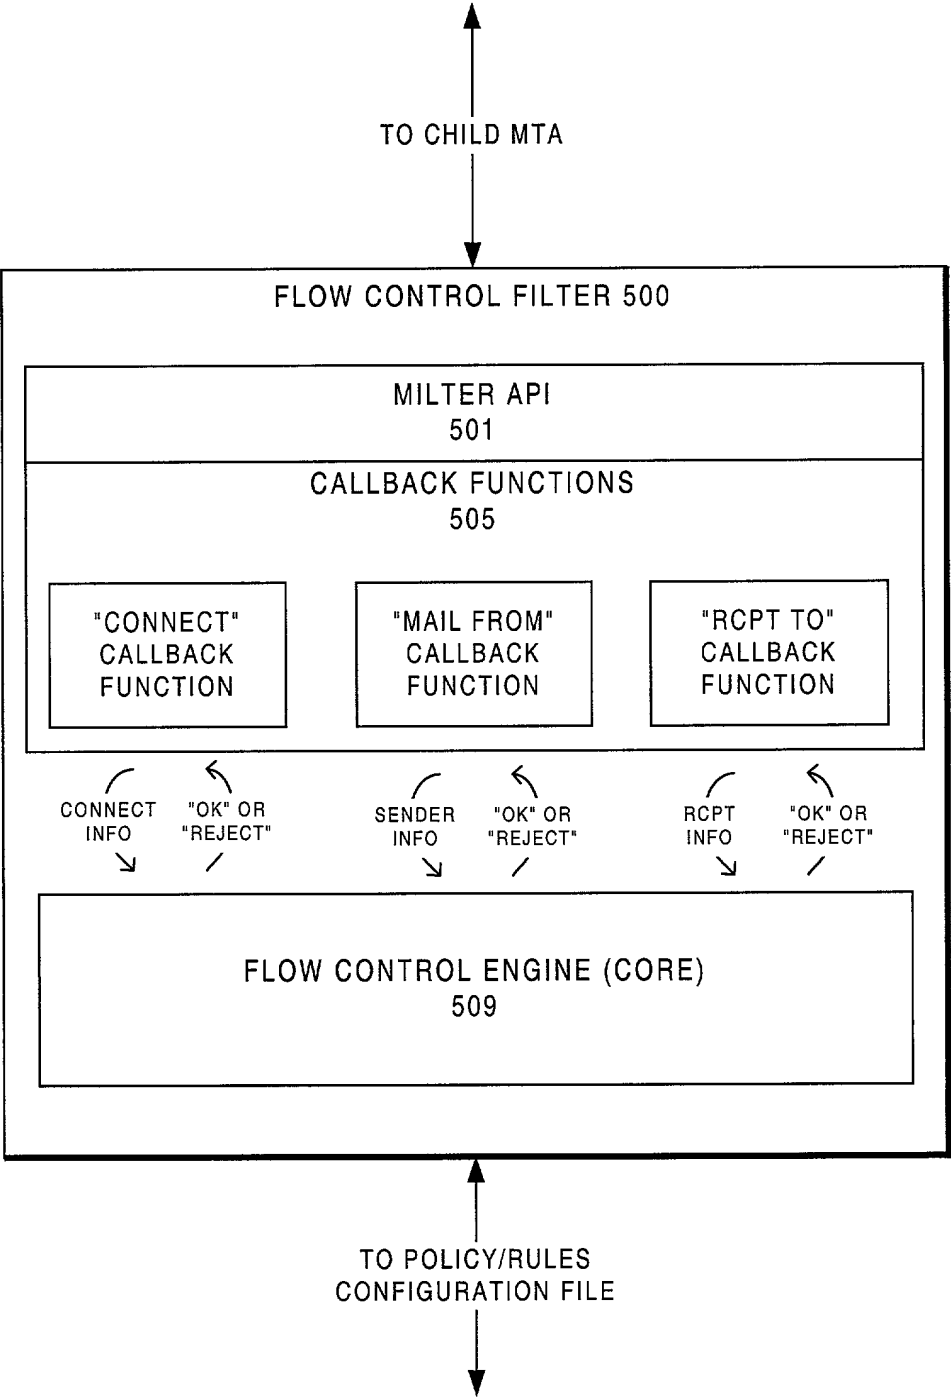 TO CHILD MTA
FLOW CONTROL FILTER 500
MILTER API
501
CALLBACK FUNCTIONS
505
"CONNECT"
CALLBACK
FUNCTION
"MAIL FROM"
CALLBACK
FUNCTION
"RCPT TO"
CALLBACK
FUNCTION
CONNECT
INFO
"OK" OR
"REJECT"
SENDER
INFO
"OK" OR
"REJECT"
RCPT
INFO
"OK" OR
"REJECT"
FLOW CONTROL ENGINE (CORE)
509
TO POLICY/RULES
CONFIGURATION FILE